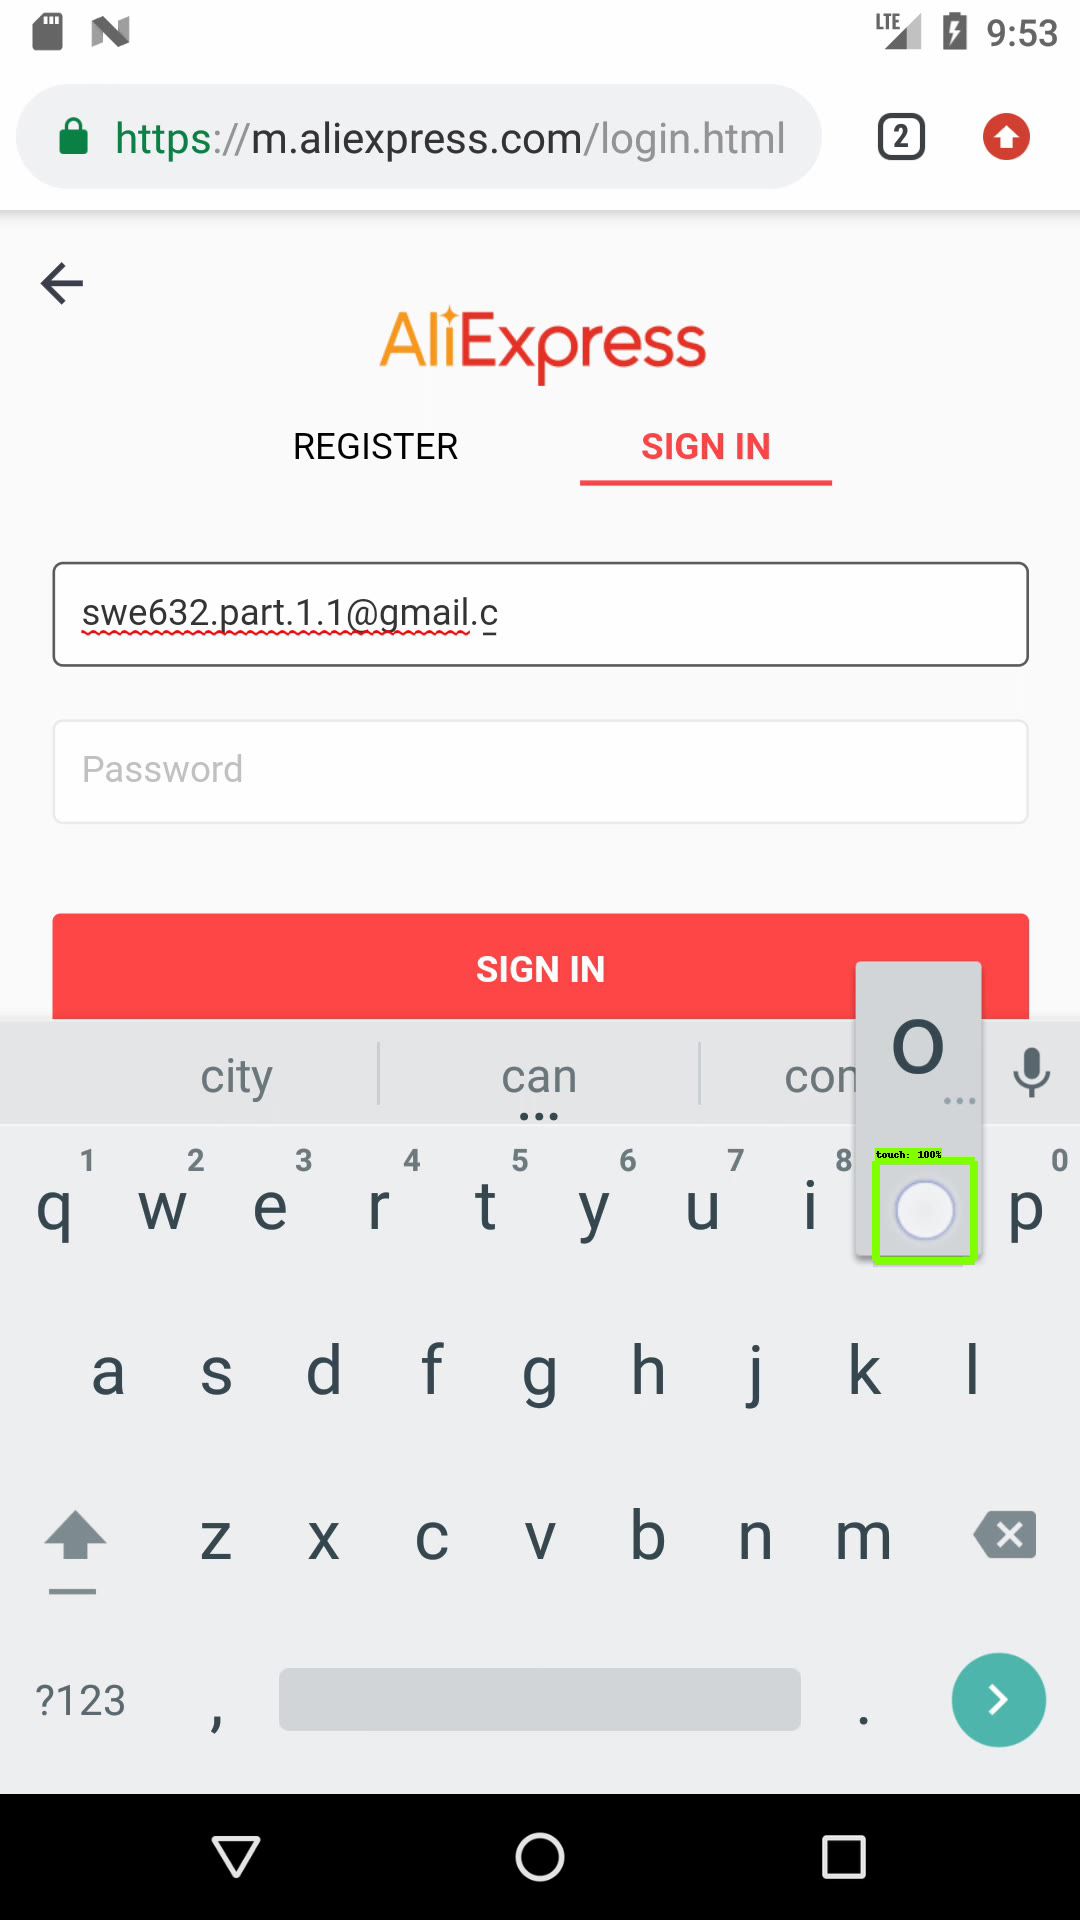 LTE 9:53
https://m.aliexpress.com/login.html 2
AliExpress
REGISTER SIGN IN
swe632.part.1.1@gmail.c
Password
SIGN IN
o
city can
...
touch: 100%
1 2 3 4 5 6 7 8 0
q w e r t y u i p
a s d f g h j k l
z x c v b n m
?123 , .